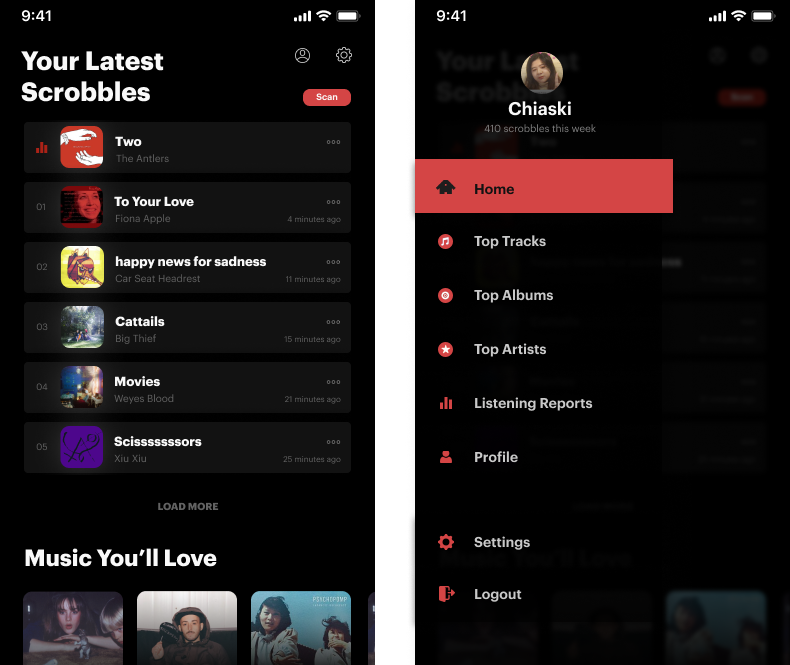 9:41
Your Latest
Scrobbles
Scan
Two
The Antlers
01
To Your Love
Fiona Apple
4 minutes ago
02
happy news for sadness
Car Seat Headrest
11 minutes ago
03
Cattails
Big Thief
15 minutes ago
04
Movies
Weyes Blood
21 minutes ago
05
Scisssssssors
Xiu Xiu
25 minutes ago
LOAD MORE
Music You’ll Love
9:41
Chiaski
410 scrobbles this week
Home
Top Tracks
Top Albums
Top Artists
Listening Reports
Profile
Settings
Logout